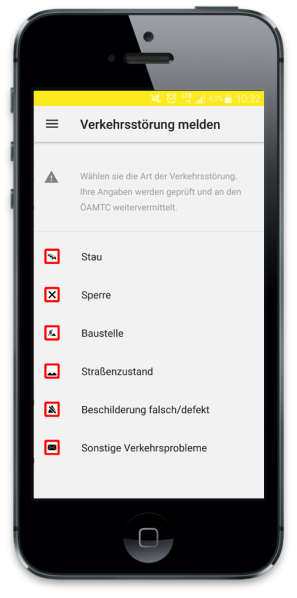 LTE 63% 10:32
Verkehrsstörung melden
Wählen sie die Art der Verkehrsstörung.
Ihre Angaben werden geprüft und an den
ÖAMTC weitervermittelt.
Stau
Sperre
Baustelle
Straßenzustand
Beschilderung falsch/defekt
Sonstige Verkehrsprobleme